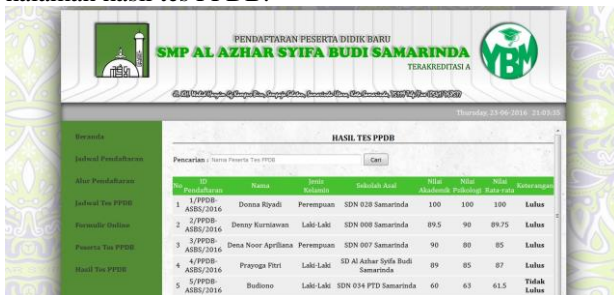 PENDAFTARAN PESERTA DIDIK BARU
SMP AL AZHAR SYIFA BUDI SAMARINDA
TERAKREDITASI A
YBM
Thursday, 23-06-2016 21:03:35
Beranda
Jadwal Pendaftaran
Alur Pendaftaran
Jadwal Tes PPDB
Formulir Online
Peserta Tes PPDB
Hasil Tes PPDB
HASIL TES PPDB
Pencarian : Nama Peserta Tes PPDB Cari
No ID Pendaftaran Nama Jenis Kelamin Sekolah Asal Nilai Akademik Nilai Psikologi Nilai Rata-rata Keterangan
1 1/PPDB-ASBS/2016 Donna Riyadi Perempuan SDN 028 Samarinda 100 100 100 Lulus
2 2/PPDB-ASBS/2016 Denny Kurniawan Laki-Laki SDN 008 Samarinda 89.5 90 89.75 Lulus
3 3/PPDB-ASBS/2016 Dena Noor Apriliana Perempuan SDN 007 Samarinda 90 80 85 Lulus
4 4/PPDB-ASBS/2016 Prayoga Fitri Laki-Laki SD Al Azhar Syifa Budi Samarinda 89 85 87 Lulus
5 5/PPDB-ASBS/2016 Budiono Laki-Laki SDN 034 PTD Samarinda 60 63 61.5 Tidak Lulus